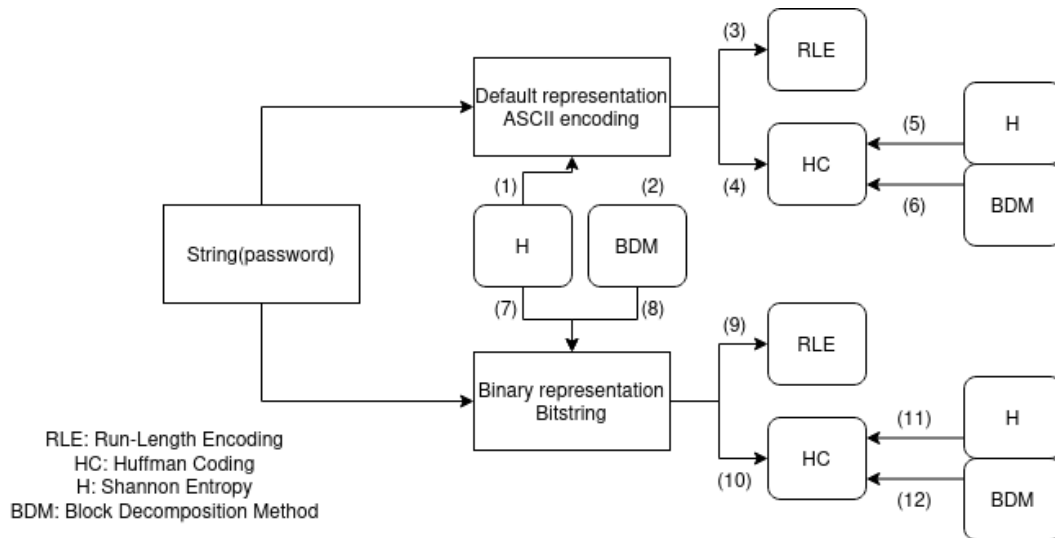 (3)
RLE
Default representation
ASCII encoding
(5)
H
HC
(1)
(2)
(4)
(6)
BDM
String(password)
H
BDM
(7)
(8)
(9)
RLE
Binary representation
Bitstring
(11)
H
HC
(10)
(12)
BDM
RLE: Run-Length Encoding
HC: Huffman Coding
H: Shannon Entropy
BDM: Block Decomposition Method